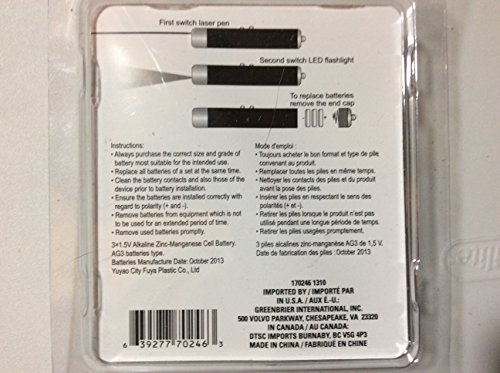 First switch laser pen
Second switch LED flashlight
To replace batteries
remove the end cap
Instructions:
• Always purchase the correct size and grade of
battery most suitable for the intended use.
• Replace all batteries of a set at the same time.
• Clean the battery contacts and also those of the
device prior to battery installation.
• Ensure the batteries are installed correctly with
regard to polarity (+ and -).
• Remove batteries from equipment which is not
to be used for an extended period of time.
• Remove used batteries promptly.
3×1.5V Alkaline Zinc-Manganese Cell Battery.
AG3 batteries type.
Batteries Manufacture Date: October 2013
Yuyao City Fuya Plastic Co., Ltd
Mode d'emploi :
• Toujours acheter le bon format et type de pile
convenant au produit.
• Remplacer toutes les piles en même temps.
• Nettoyer les contacts des piles et du produit
avant la pose des piles.
• Insérer les piles en respectant le sens des
polarités (+ et -).
• Retirer les piles lorsque le produit n'est pas
utilisé pendant une longue période de temps.
• Retirer les piles usagées promptement.
3 piles alcalines zinc-manganèse AG3 de 1,5 V.
Date de fabrication des piles : October 2013
170246 1310
IMPORTED BY / IMPORTÉ PAR
IN U.S.A. / AUX É.-U.:
GREENBRIER INTERNATIONAL, INC.
500 VOLVO PARKWAY, CHESAPEAKE, VA 23320
IN CANADA / AU CANADA:
DTSC IMPORTS BURNABY, BC V5G 4P3
MADE IN CHINA / FABRIQUÉ EN CHINE
6 39277 70246 3